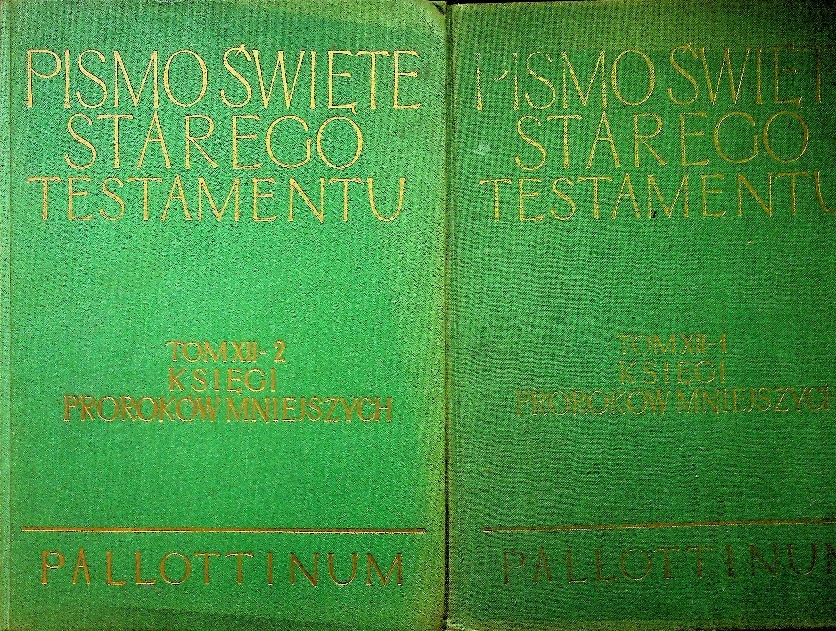 PISMO ŚWIĘTE
STAREGO
TESTAMENTU
TOM XII-2
KSIĘGI
PROROKÓW MNIEJSZYCH
PALLOTTINUM
PISMO ŚWIĘT
STAREGO
TESTAMENTU
TOM XII-1
KSIĘGI
PROROKÓW MNIEJSZYCH
PALLOTTINUM